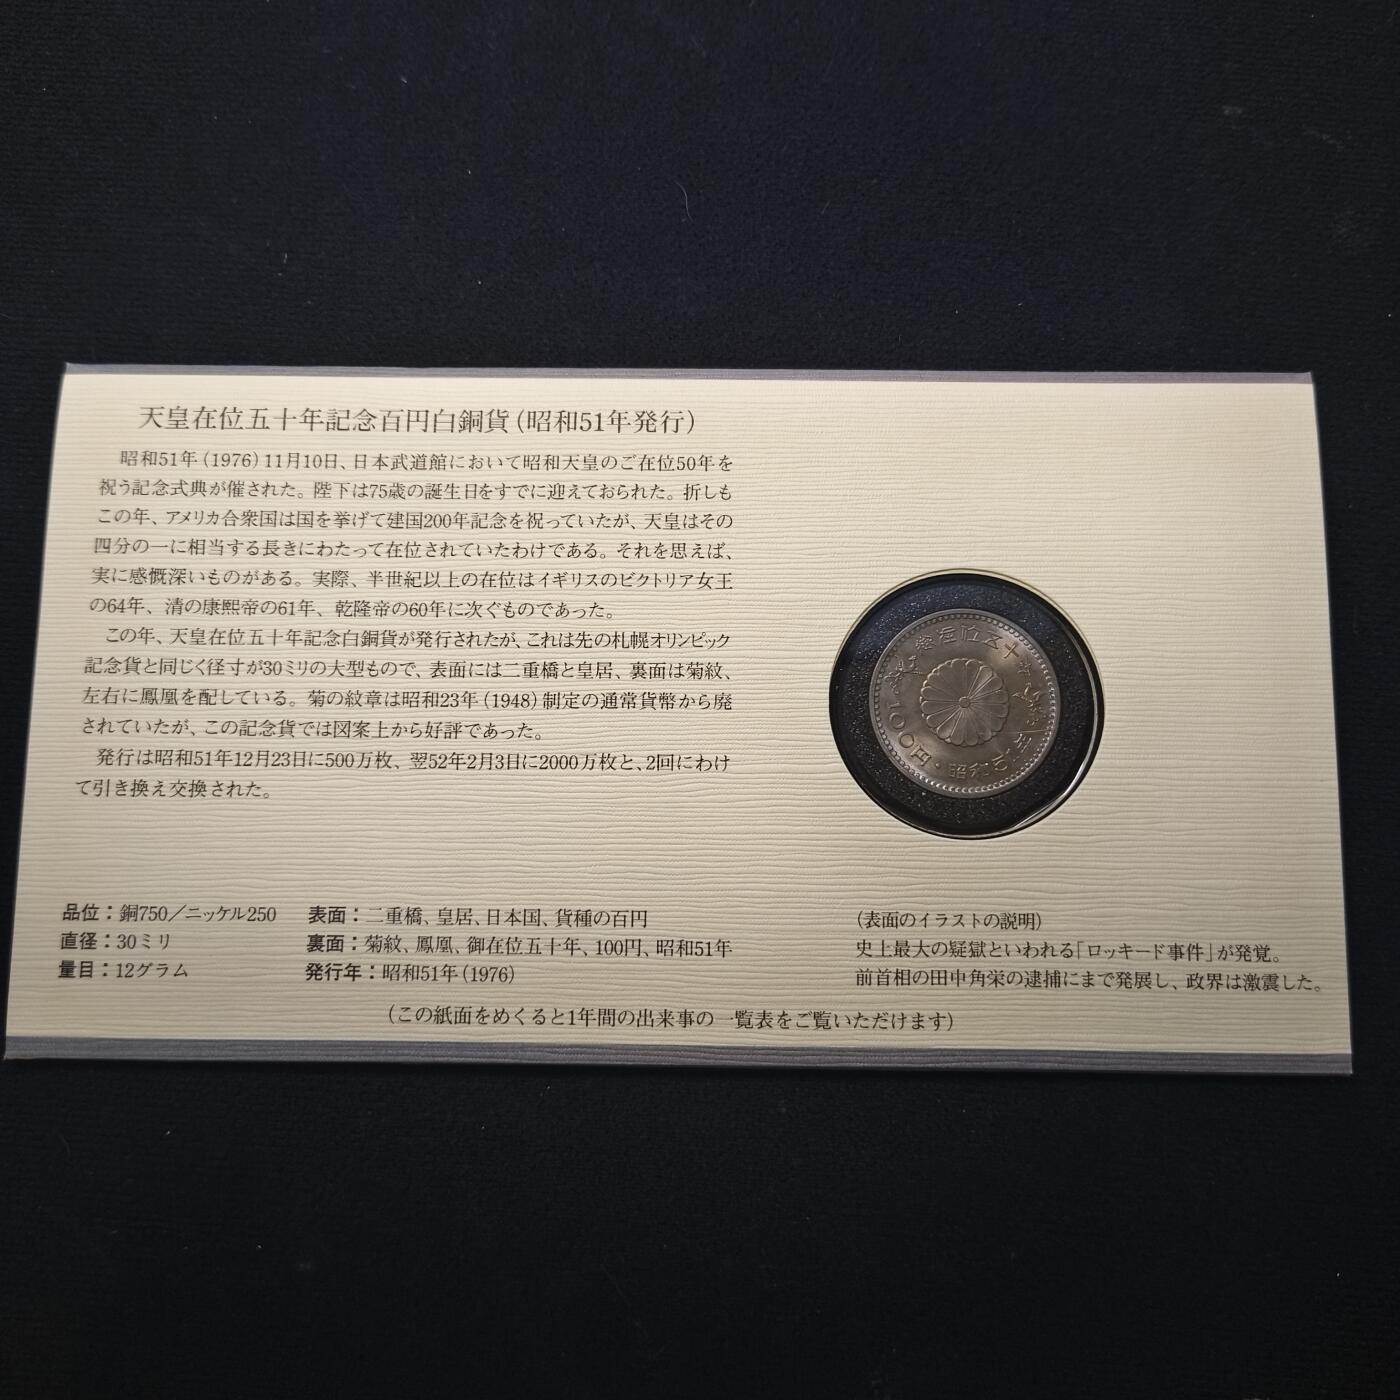 天皇在位五十年記念百円白銅貨(昭和51年発行)
昭和51年(1976)11月10日、日本武道館において昭和天皇のご在位50年を
祝う記念式典が催された。陛下は75歳の誕生日をすでに迎えておられた。折しも
この年、アメリカ合衆国は国を挙げて建国200年記念を祝っていたが、天皇はその
四分の一に相当する長きにわたって在位されていたわけである。それを思えば、
実に感慨深いものがある。実際、半世紀以上の在位はイギリスのビクトリア女王
の64年、清の康熙帝の61年、乾隆帝の60年に次ぐものであった。
この年、天皇在位五十年記念白銅貨が発行されたが、これは先の札幌オリンピック
記念貨と同じく径寸が30ミリの大型もので、表面には二重橋と皇居、裏面は菊紋、
左右に鳳凰を配している。菊の紋章は昭和23年(1948)制定の通常貨幣から廃
されていたが、この記念貨では図案上から好評であった。
発行は昭和51年12月23日に500万枚、翌52年2月3日に2000万枚と、2回にわけ
て引き換え交換された。
御在位五十年
100円・昭和51年
品位：銅750／ニッケル250
直径：30ミリ
量目：12グラム
表面：二重橋、皇居、日本国、貨種の百円
裏面：菊紋、鳳凰、御在位五十年、100円、昭和51年
発行年：昭和51年(1976)
(表面のイラストの説明)
史上最大の疑獄といわれる「ロッキード事件」が発覚。
前首相の田中角栄の逮捕にまで発展し、政界は激震した。
(この紙面をめくると1年間の出来事の一覧表をご覧いただけます)